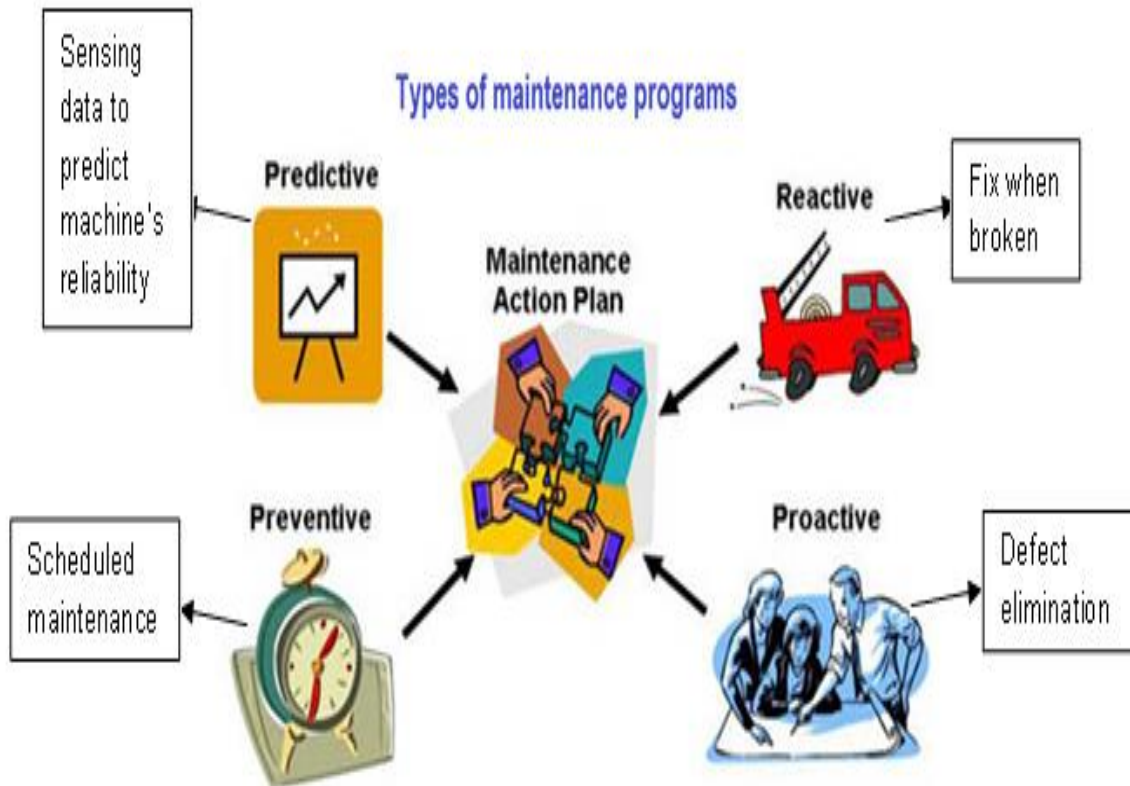 Types of maintenance programs
Sensing
data to
predict
machine's
reliability
Predictive
Maintenance
Action Plan
Reactive
Fix when
broken
Scheduled
maintenance
Preventive
Proactive
Defect
elimination